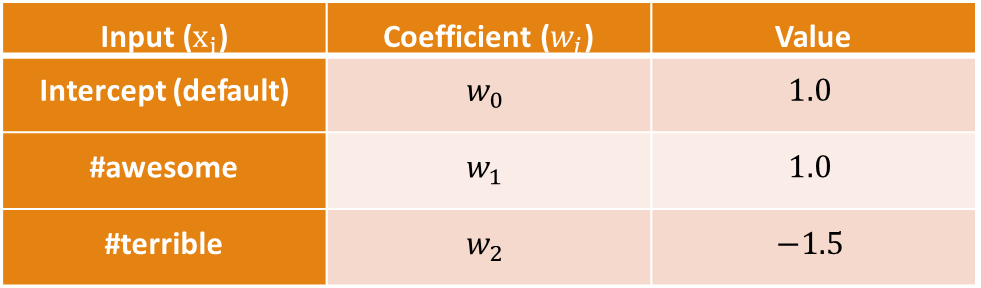 Input (xᵢ) Coefficient (wᵢ) Value
Intercept (default) w₀ 1.0
#awesome w₁ 1.0
#terrible w₂ −1.5